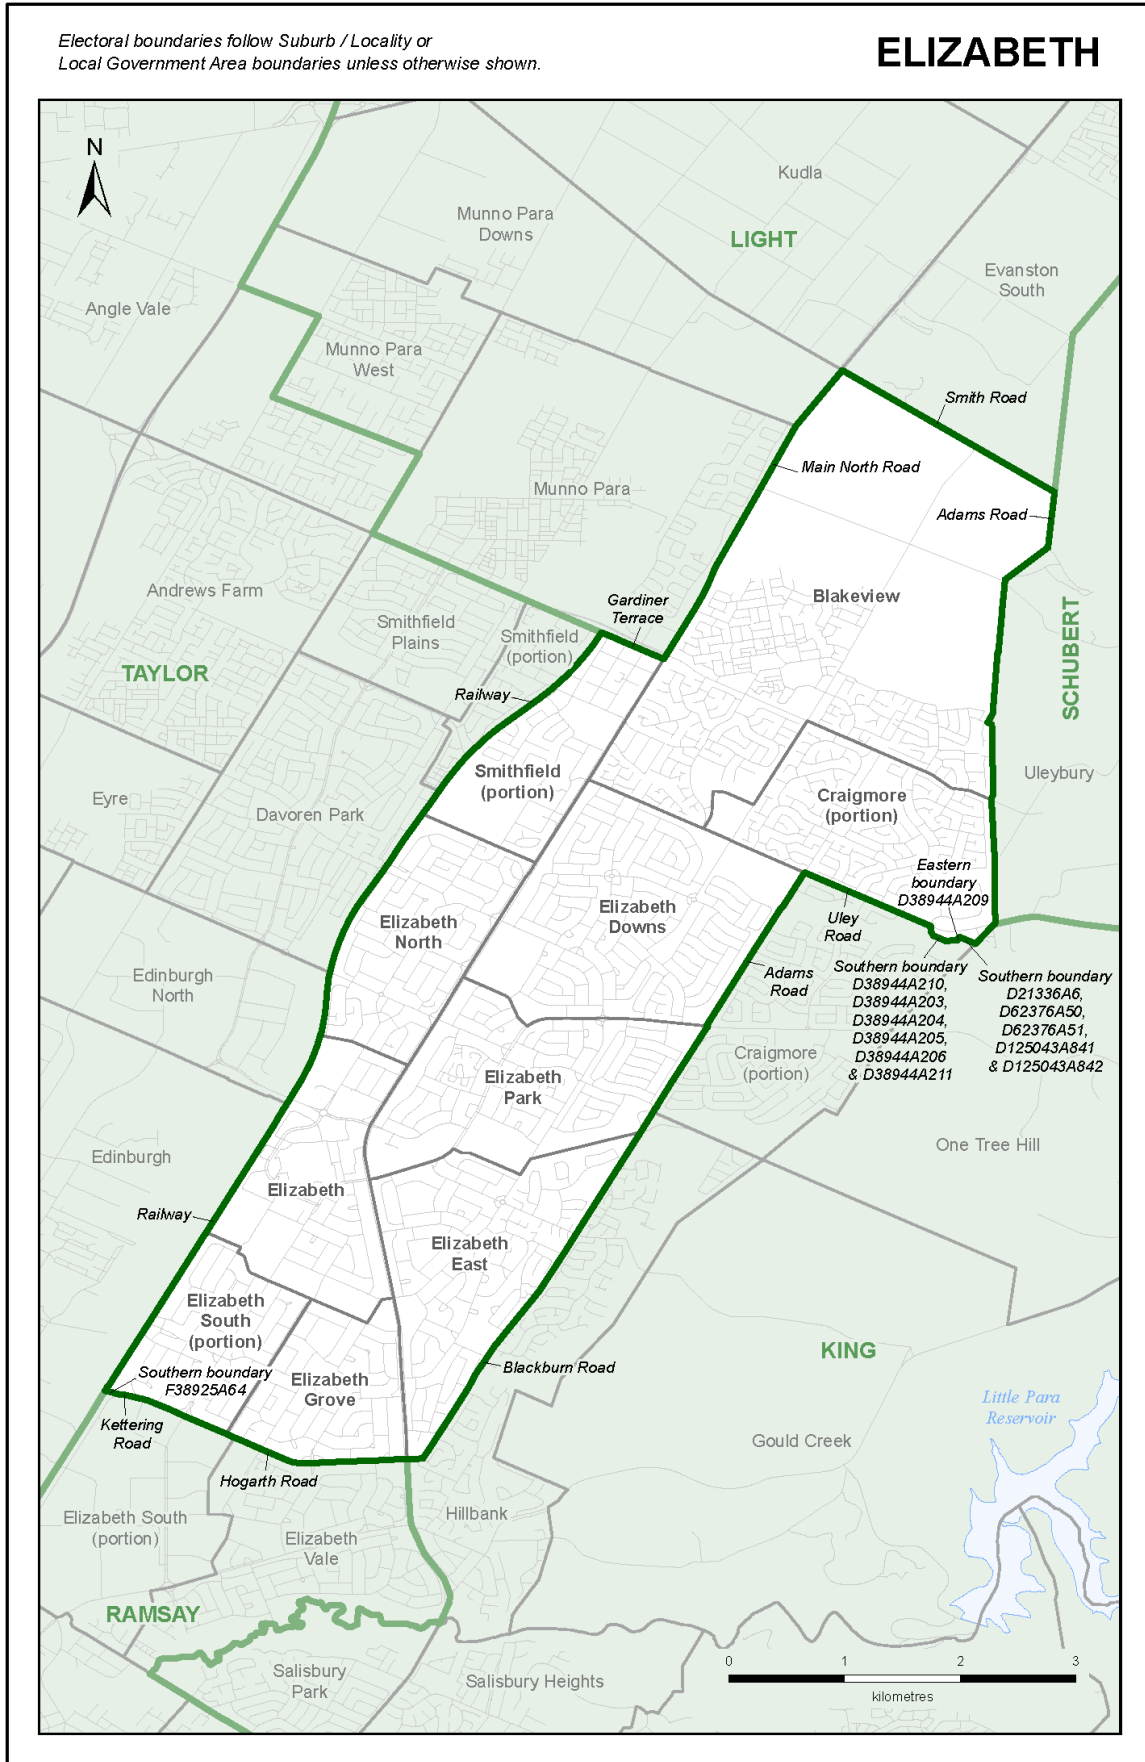 Electoral boundaries follow Suburb / Locality or
Local Government Area boundaries unless otherwise shown.
ELIZABETH
N
Kudla
Munno Para
Downs
LIGHT
Evanston
South
Angle Vale
Munno Para
West
Smith Road
Main North Road
Munno Para
Adams Road
Andrews Farm
Blakeview
Gardiner
Terrace
Smithfield
Plains
Smithfield
(portion)
SCHUBERT
TAYLOR
Railway
Smithfield
(portion)
Uleybury
Eyre
Davoren Park
Craigmore
(portion)
Eastern
boundary
D38944A209
Elizabeth
North
Elizabeth
Downs
Uley
Road
Edinburgh
North
Adams
Road
Southern boundary
D38944A210,
D38944A203,
D38944A204,
D38944A205,
D38944A206
& D38944A211
Southern boundary
D21336A6,
D62376A50,
D62376A51,
D125043A841
& D125043A842
Craigmore
(portion)
Elizabeth
Park
One Tree Hill
Edinburgh
Elizabeth
Railway
Elizabeth
East
Elizabeth
South
(portion)
KING
Blackburn Road
Southern boundary
F38925A64
Elizabeth
Grove
Little Para
Reservoir
Kettering
Road
Gould Creek
Hogarth Road
Elizabeth South
(portion)
Hillbank
Elizabeth
Vale
RAMSAY
Salisbury
Park
Salisbury Heights
0 1 2 3
kilometres